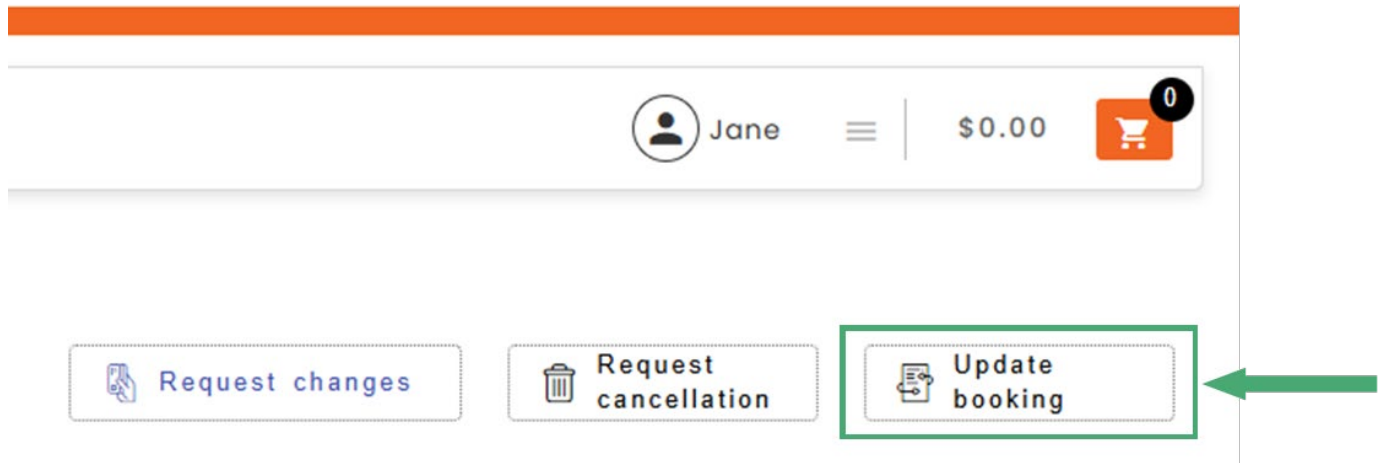 0
Jane
$0.00
Request changes
Request
cancellation
Update
booking